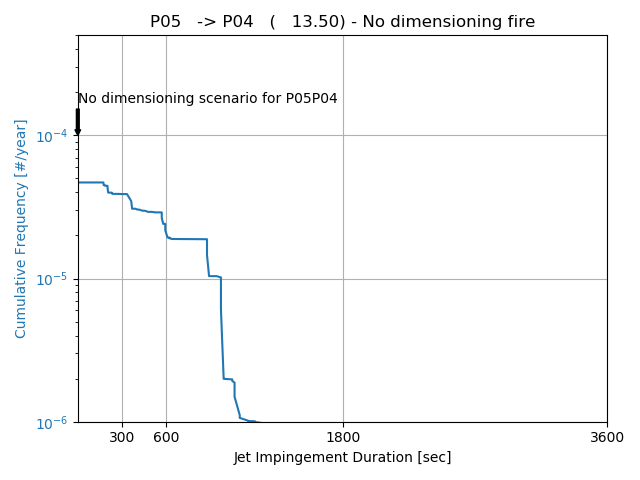 P05 -> P04 ( 13.50) - No dimensioning fire
No dimensioning scenario for P05P04
Cumulative Frequency [#/year]
10⁻⁴
10⁻⁵
10⁻⁶
300 600 1800 3600
Jet Impingement Duration [sec]